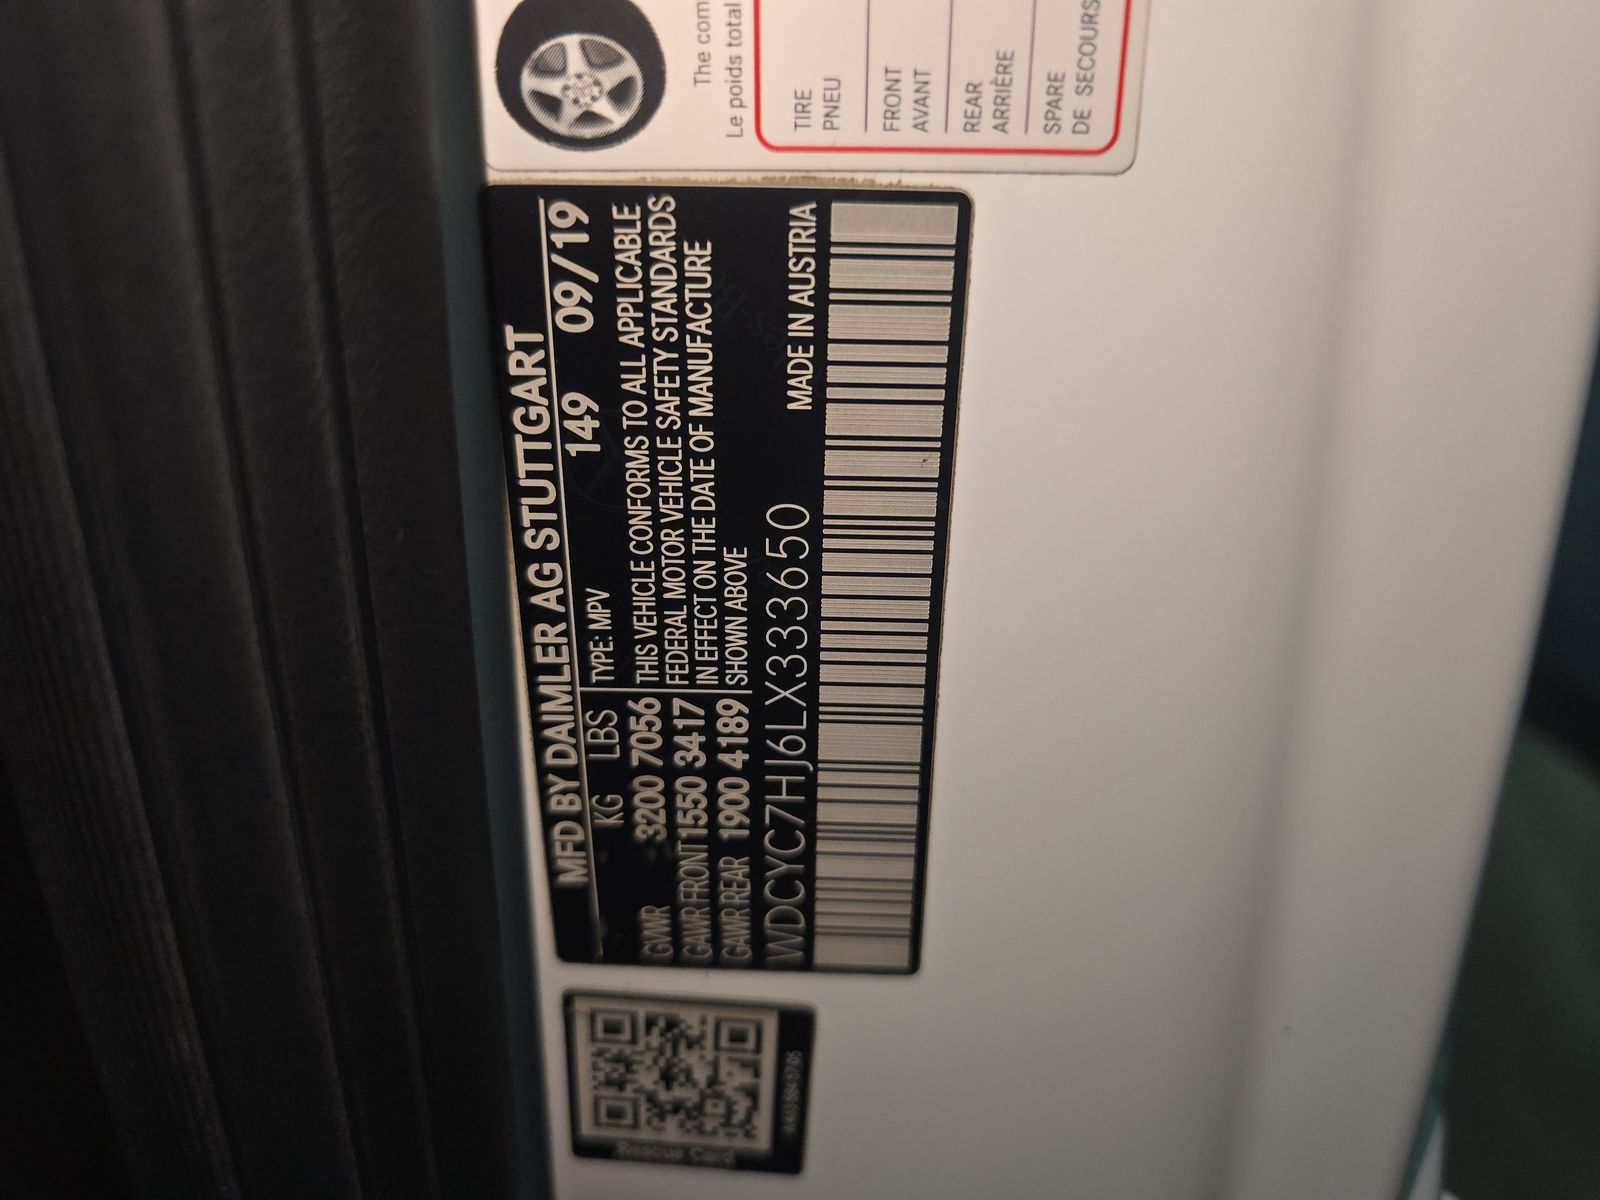 MFD BY DAIMLER AG STUTTGART
KG LBS TYPE: MPV 149 09/19
GVWR 3200 7056
GAWR FRONT 1550 3417
GAWR REAR 1900 4189
THIS VEHICLE CONFORMS TO ALL APPLICABLE
FEDERAL MOTOR VEHICLE SAFETY STANDARDS
IN EFFECT ON THE DATE OF MANUFACTURE
SHOWN ABOVE
WDCYC7HJ6LX333650 MADE IN AUSTRIA
Rescue Card
The com
Le poids total
TIRE
PNEU
FRONT
AVANT
REAR
ARRIÈRE
SPARE
DE SECOURS